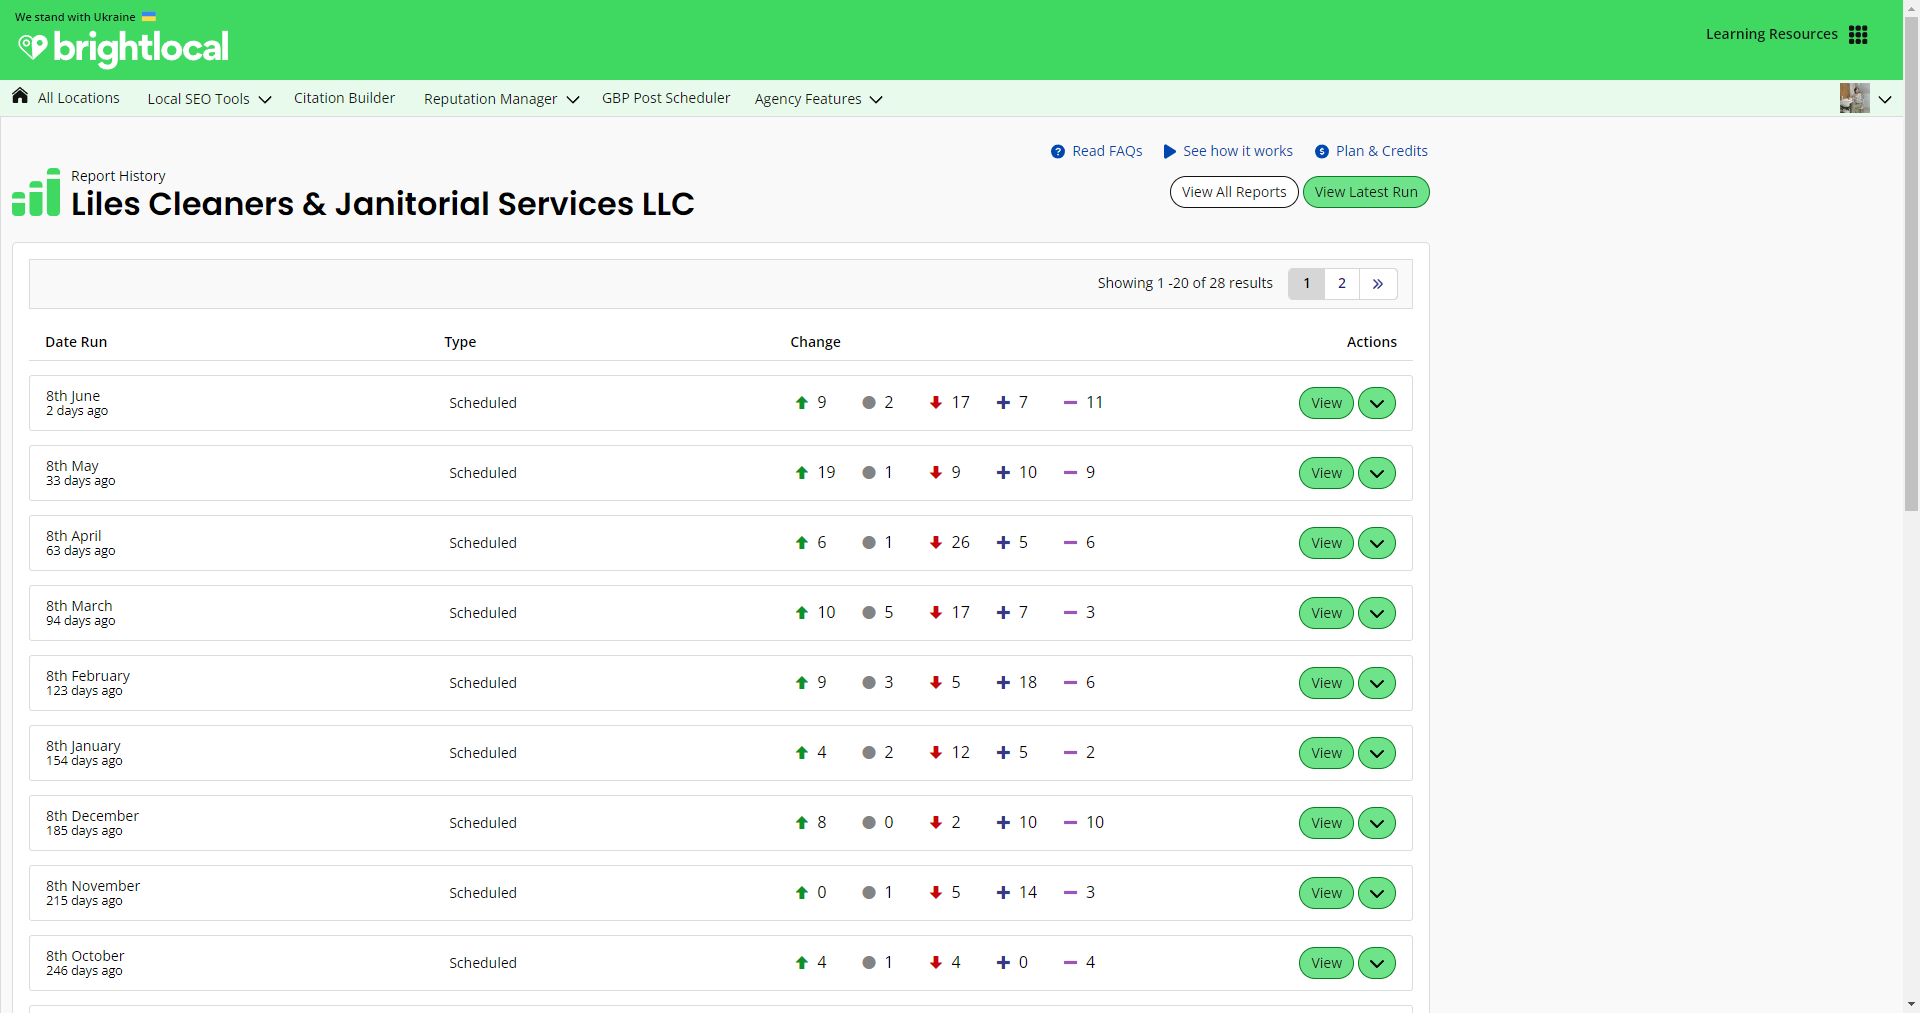 We stand with Ukraine
brightlocal
Learning Resources
All Locations Local SEO Tools Citation Builder Reputation Manager GBP Post Scheduler Agency Features
Read FAQs See how it works Plan & Credits
Report History
Liles Cleaners & Janitorial Services LLC
View All Reports View Latest Run
Showing 1 -20 of 28 results 1 2 »
Date Run Type Change Actions
8th June
2 days ago
Scheduled 9 2 17 7 11 View
8th May
33 days ago
Scheduled 19 1 9 10 9 View
8th April
63 days ago
Scheduled 6 1 26 5 6 View
8th March
94 days ago
Scheduled 10 5 17 7 3 View
8th February
123 days ago
Scheduled 9 3 5 18 6 View
8th January
154 days ago
Scheduled 4 2 12 5 2 View
8th December
185 days ago
Scheduled 8 0 2 10 10 View
8th November
215 days ago
Scheduled 0 1 5 14 3 View
8th October
246 days ago
Scheduled 4 1 4 0 4 View